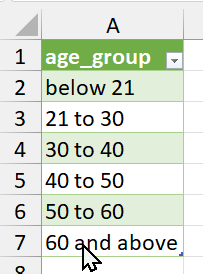 A
1 age_group
2 below 21
3 21 to 30
4 30 to 40
5 40 to 50
6 50 to 60
7 60 and above